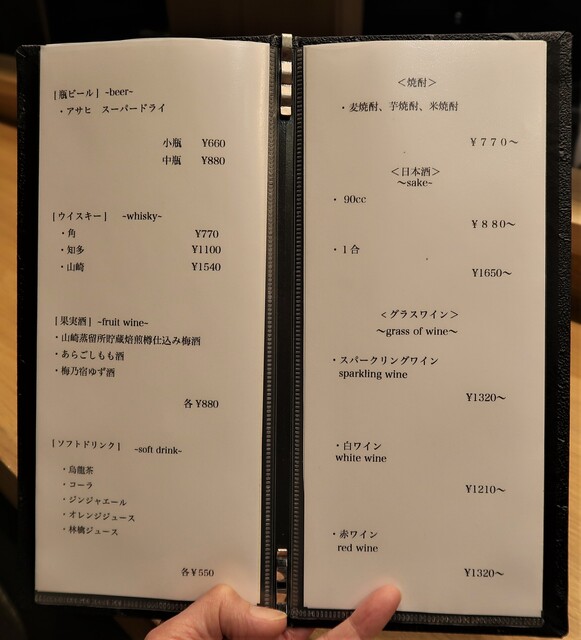 |瓶ビール| ~beer~
・アサヒ スーパードライ
小瓶 ¥660
中瓶 ¥880
|ウイスキー| ~whisky~
・角 ¥770
・知多 ¥1100
・山崎 ¥1540
|果実酒| ~fruit wine~
・山崎蒸留所貯蔵焙煎樽仕込み梅酒
・あらごしもも酒
・梅乃宿ゆず酒
各¥880
|ソフトドリンク| ~soft drink~
・烏龍茶
・コーラ
・ジンジャエール
・オレンジジュース
・林檎ジュース
各¥550
＜焼酎＞
・麦焼酎、芋焼酎、米焼酎
¥７７０～
＜日本酒＞
～sake~
・ 90cc
¥８８０～
・１合
¥1650～
＜グラスワイン＞
～grass of wine～
・スパークリングワイン
sparkling wine
¥1320～
・白ワイン
white wine
¥1210～
・赤ワイン
red wine
¥1320～